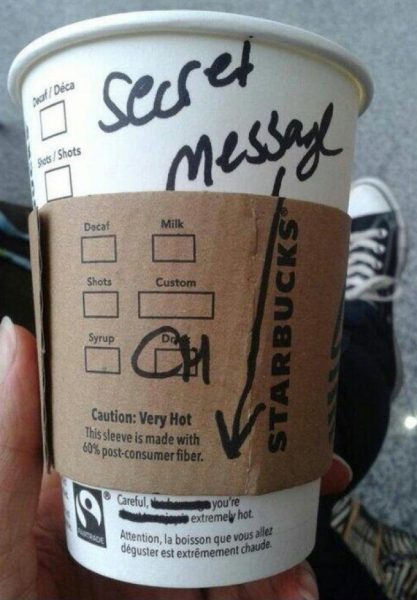 Secret
Message
Decaf / Déca
Shots / Shots
Decaf
Milk
Shots
Custom
Syrup
CH
STARBUCKS®
Caution: Very Hot
This sleeve is made with
60% post-consumer fiber.
FAIRTRADE
® Careful, you're
extremely hot.
Attention, la boisson que vous allez
déguster est extrêmement chaude.